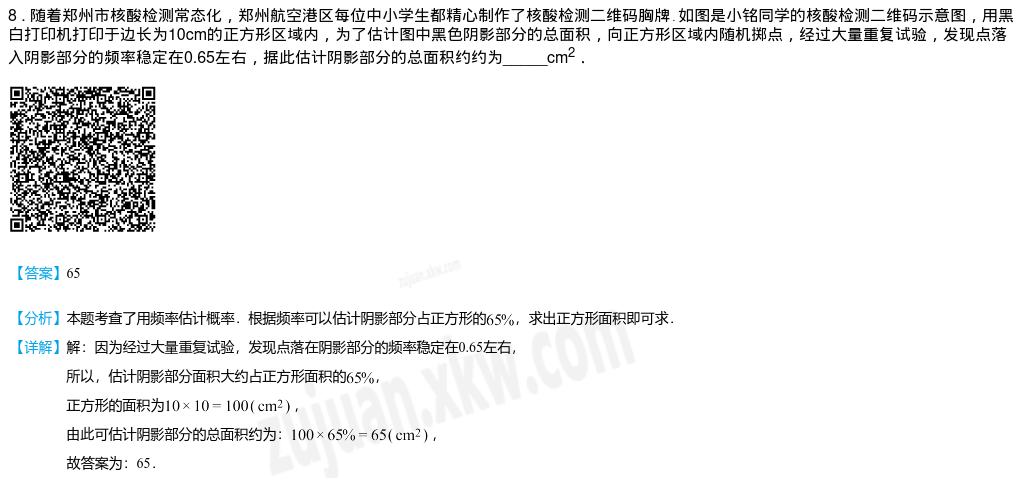 8．随着郑州市核酸检测常态化，郑州航空港区每位中小学生都精心制作了核酸检测二维码胸牌.如图是小铭同学的核酸检测二维码示意图，用黑
白打印机打印于边长为10cm的正方形区域内，为了估计图中黑色阴影部分的总面积，向正方形区域内随机掷点，经过大量重复试验，发现点落
入阴影部分的频率稳定在0.65左右，据此估计阴影部分的总面积约约为_____cm²．
【答案】65
【分析】本题考查了用频率估计概率．根据频率可以估计阴影部分占正方形的65%，求出正方形面积即可求．
【详解】解：因为经过大量重复试验，发现点落在阴影部分的频率稳定在0.65左右，
所以，估计阴影部分面积大约占正方形面积的65%，
正方形的面积为10×10=100(cm²)，
由此可估计阴影部分的总面积约为：100×65%=65(cm²)，
故答案为：65．
zujuan.xkw.com
zujuan.xkw.com